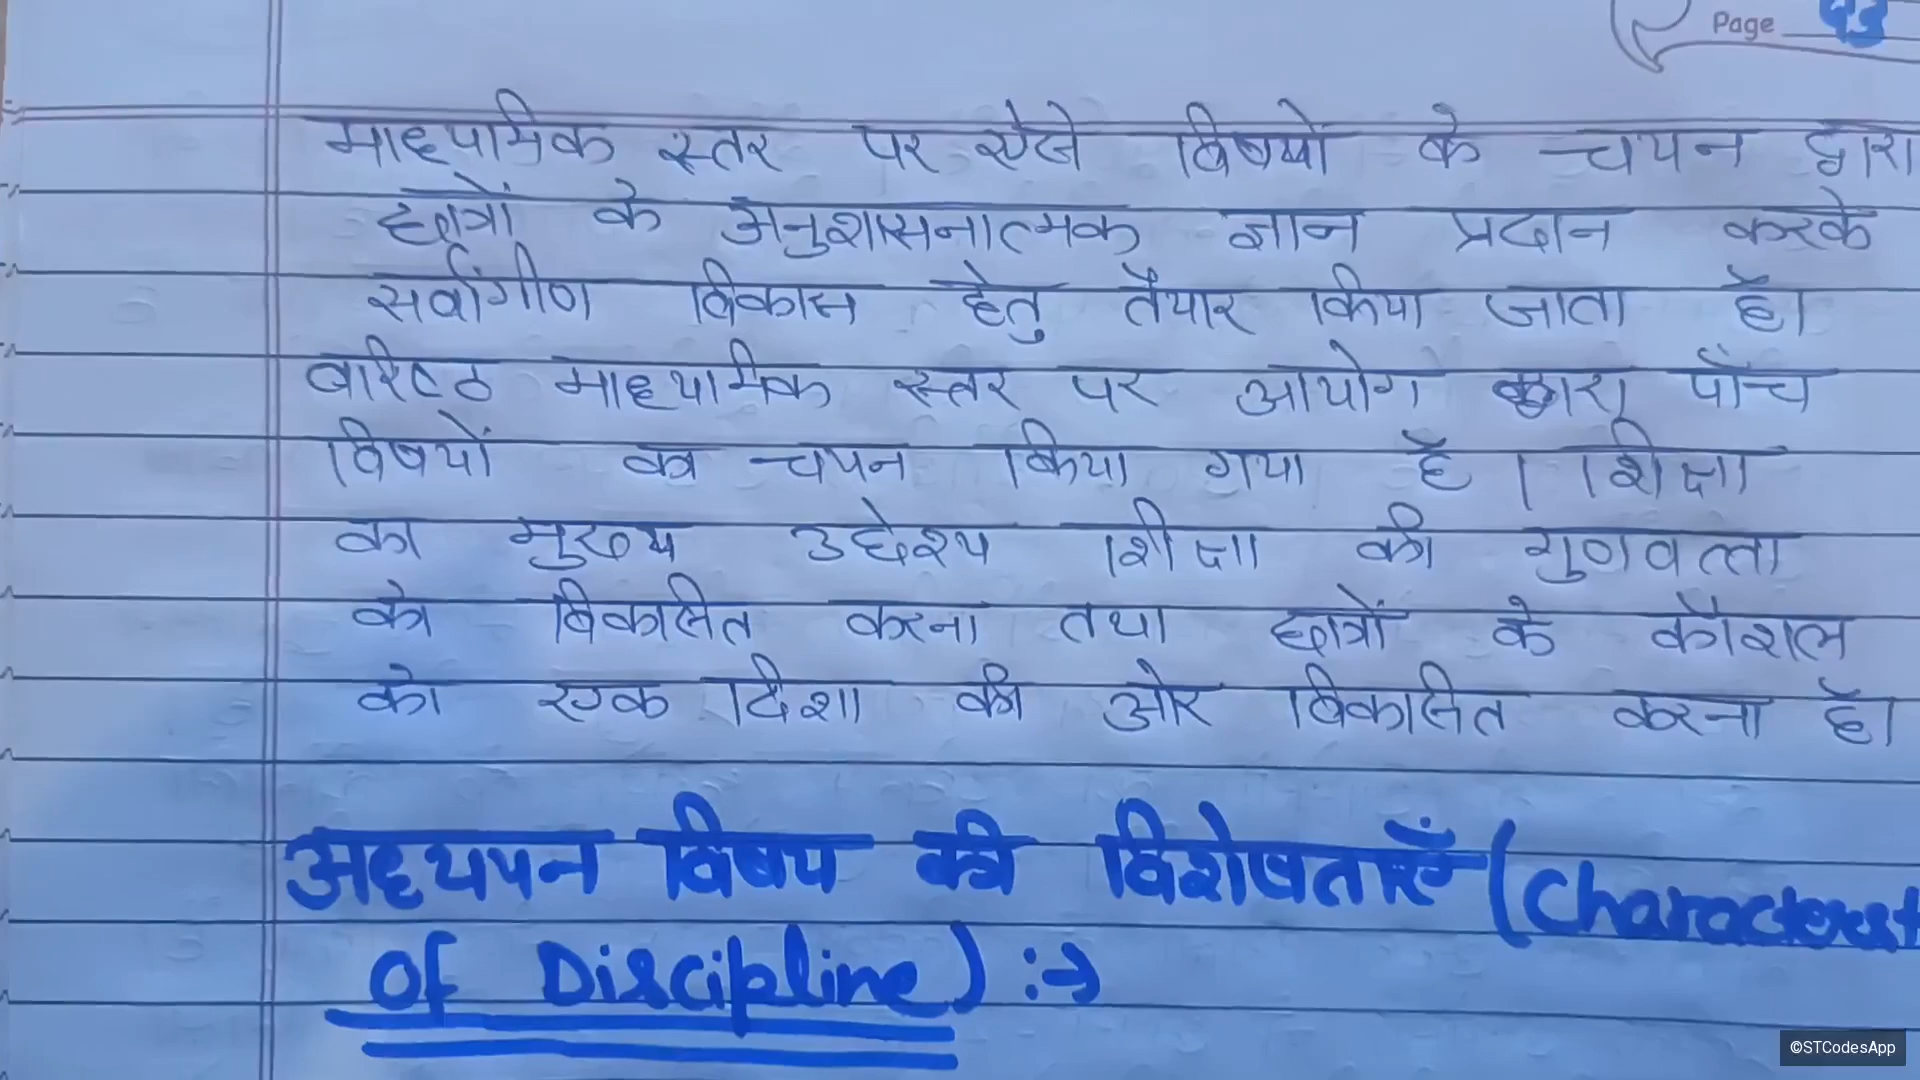 Page 43
माध्यमिक स्तर पर ऐसे विषयों के चयन द्वारा
छात्रों के अनुशासनात्मक ज्ञान प्रदान करके
सर्वांगीण विकास हेतु तैयार किया जाता है।
वरिष्ठ माध्यमिक स्तर पर आयोग द्वारा पाँच
विषयों का चयन किया गया है। शिक्षा
का मुख्य उद्देश्य शिक्षा की गुणवत्ता
को विकसित करना तथा छात्रों के कौशल
को एक दिशा की ओर विकसित करना है।
अध्ययन विषय की विशेषताएँ (Characterist
of Discipline) :→
©STCodesApp